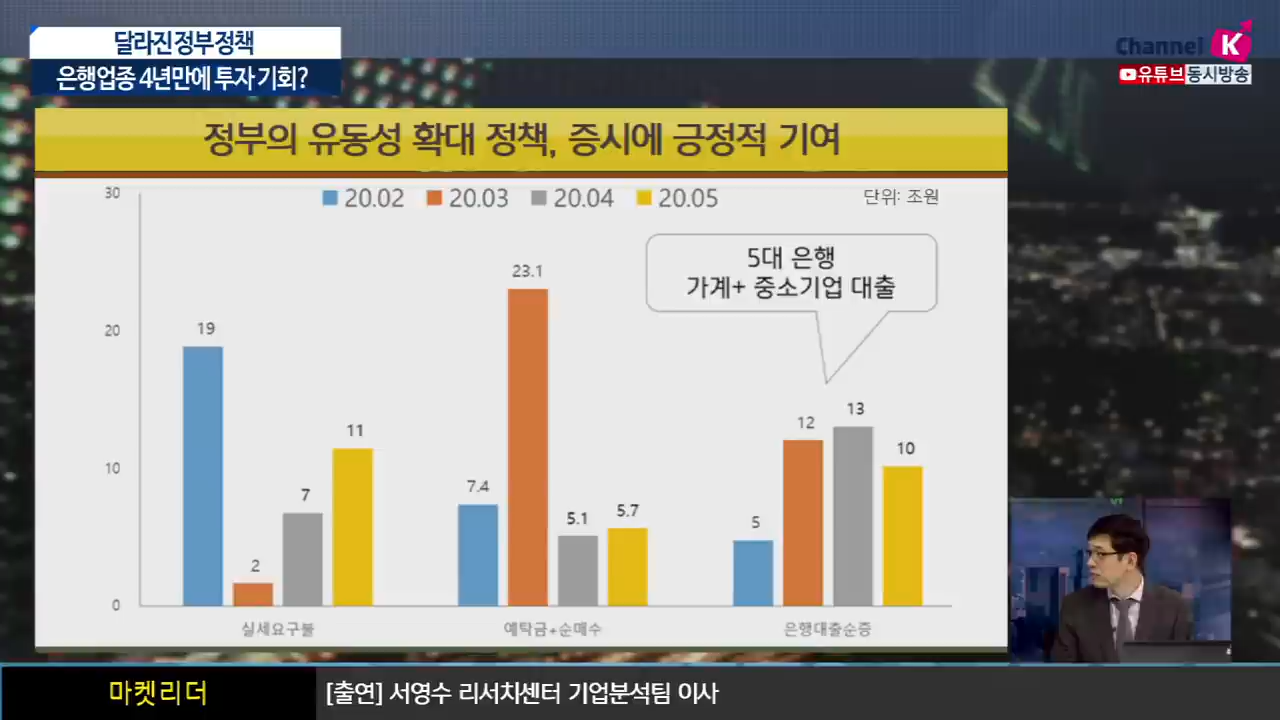 달라진 정부 정책
은행업종 4년만에 투자 기회?
Channel K
유튜브 동시방송
정부의 유동성 확대 정책, 증시에 긍정적 기여
20.02 20.03 20.04 20.05
단위: 조원
5대 은행
가계+ 중소기업 대출
30
20
10
0
19
2
7
11
7.4
23.1
5.1
5.7
5
12
13
10
실세요구불
예탁금+순매수
은행대출순증
마켓리더
[출연] 서영수 리서치센터 기업분석팀 이사